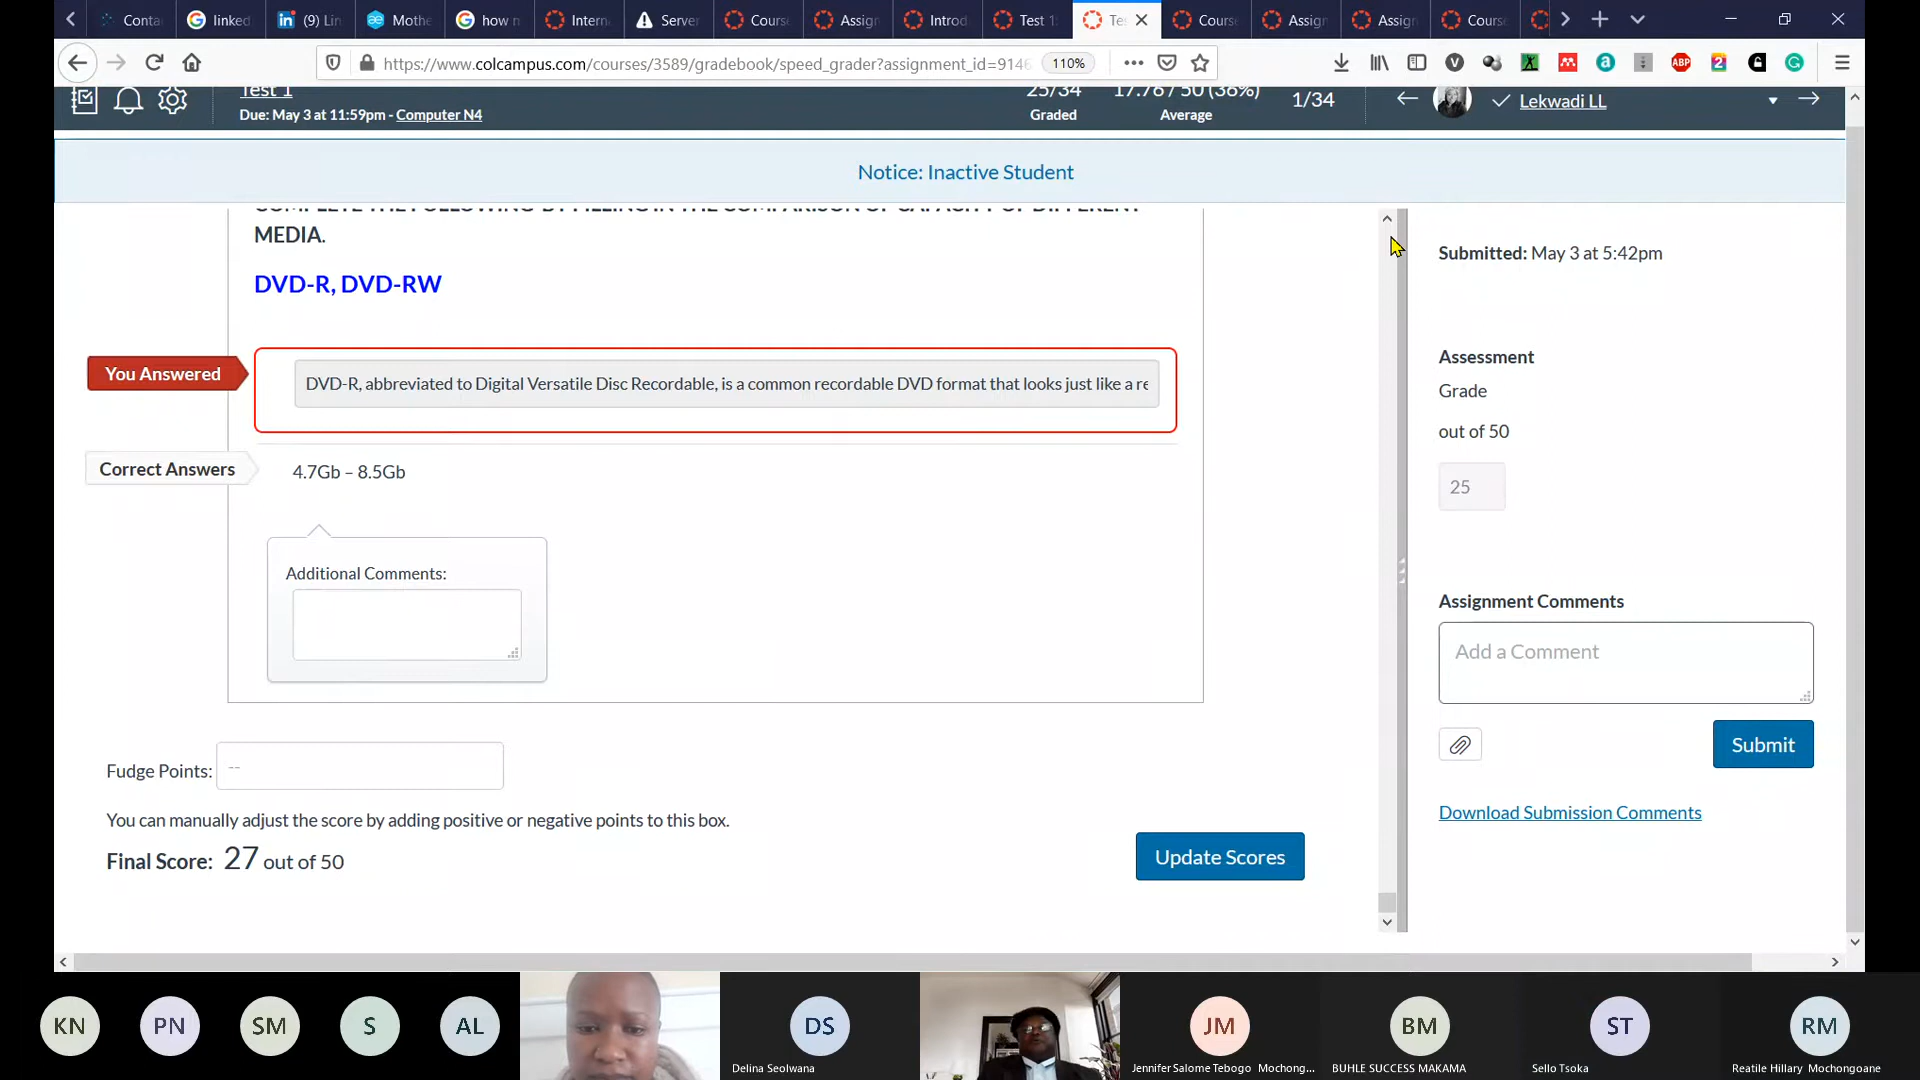 Conta
linked
(9) Lin
Mothe
how m
Intern
Server
Cours
Assign
Introd
Test 1
Te
Cours
Assign
Assign
Cours
https://www.colcampus.com/courses/3589/gradebook/speed_grader?assignment_id=9146
110%
ABP
Test 1
Due: May 3 at 11:59pm - Computer N4
25/34
Graded
17.76 / 50 (36%)
Average
1/34
Lekwadi LL
Notice: Inactive Student
COMPLETE THE FOLLOWING BY FILLING IN THE COMPARISON OF CAPACITY OF DIFFERENT
MEDIA.
DVD-R, DVD-RW
You Answered
DVD-R, abbreviated to Digital Versatile Disc Recordable, is a common recordable DVD format that looks just like a re
Correct Answers
4.7Gb – 8.5Gb
Additional Comments:
Fudge Points:
--
You can manually adjust the score by adding positive or negative points to this box.
Final Score: 27 out of 50
Update Scores
Submitted: May 3 at 5:42pm
Assessment
Grade
out of 50
25
Assignment Comments
Add a Comment
Submit
Download Submission Comments
KN
PN
SM
S
AL
DS
Delina Seolwana
JM
Jennifer Salome Tebogo Mochong...
BM
BUHLE SUCCESS MAKAMA
ST
Sello Tsoka
RM
Reatile Hillary Mochongoane